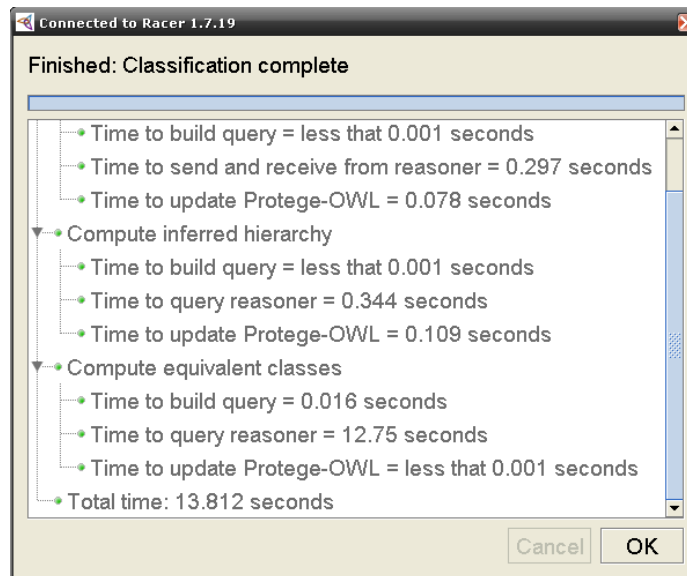 Connected to Racer 1.7.19
Finished: Classification complete
Time to build query = less that 0.001 seconds
Time to send and receive from reasoner = 0.297 seconds
Time to update Protege-OWL = 0.078 seconds
Compute inferred hierarchy
Time to build query = less that 0.001 seconds
Time to query reasoner = 0.344 seconds
Time to update Protege-OWL = 0.109 seconds
Compute equivalent classes
Time to build query = 0.016 seconds
Time to query reasoner = 12.75 seconds
Time to update Protege-OWL = less that 0.001 seconds
Total time: 13.812 seconds
Cancel OK